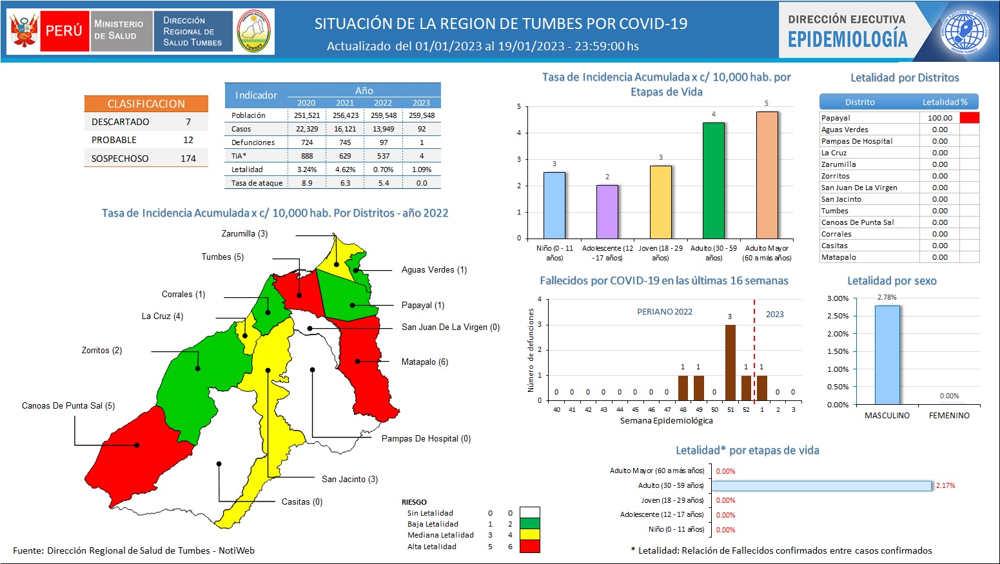 PERÚ
MINISTERIO
DE SALUD
DIRECCIÓN
REGIONAL DE
SALUD TUMBES
TUMBES
SITUACIÓN DE LA REGION DE TUMBES POR COVID-19
Actualizado del 01/01/2023 al 19/01/2023 - 23:59:00 hs
DIRECCIÓN EJECUTIVA
EPIDEMIOLOGÍA
REGIÓN TUMBES
CLASIFICACION
DESCARTADO 7
PROBABLE 12
SOSPECHOSO 174
Indicador Año
2020 2021 2022 2023
Población 251,521 256,423 259,548 259,548
Casos 22,329 16,121 13,949 92
Defunciones 724 745 97 1
TIA* 888 629 537 4
Letalidad 3.24% 4.62% 0.70% 1.09%
Tasa de ataque 8.9 6.3 5.4 0.0
Tasa de Incidencia Acumulada x c/ 10,000 hab. Por Distritos - año 2022
Zarumilla (3)
Tumbes (5)
Aguas Verdes (1)
Corrales (1)
Papayal (1)
La Cruz (4)
San Juan De La Virgen (0)
Zorritos (2)
Matapalo (6)
Canoas De Punta Sal (5)
Pampas De Hospital (0)
San Jacinto (3)
Casitas (0)
RIESGO
Sin Letalidad 0 0
Baja Letalidad 1 2
Mediana Letalidad 3 4
Alta Letalidad 5 6
Fuente: Dirección Regional de Salud de Tumbes - NotiWeb
Tasa de Incidencia Acumulada x c/ 10,000 hab. por
Etapas de Vida
5
4
3
2
1
0
3 2 3 4 5
Niño (0 - 11 años)
Adolescente (12 - 17 años)
Joven (18 - 29 años)
Adulto (30 - 59 años)
Adulto Mayor (60 a más años)
Letalidad por Distritos
Distrito Letalidad %
Papayal 100.00
Aguas Verdes 0.00
Pampas De Hospital 0.00
La Cruz 0.00
Zarumilla 0.00
Zorritos 0.00
San Juan De La Virgen 0.00
San Jacinto 0.00
Tumbes 0.00
Canoas De Punta Sal 0.00
Corrales 0.00
Casitas 0.00
Matapalo 0.00
Fallecidos por COVID-19 en las últimas 16 semanas
Número de defunciones
4
3
2
1
0
PERIANO 2022 2023
0 0 0 0 0 0 0 0 1 1 0 3 1 1 0 0
40 41 42 43 44 45 46 47 48 49 50 51 52 1 2 3
Semana Epidemiológica
Letalidad por sexo
3.00%
2.50%
2.00%
1.50%
1.00%
0.50%
0.00%
2.78%
0.00%
MASCULINO FEMENINO
Letalidad* por etapas de vida
Adulto Mayor (60 a más años) 0.00%
Adulto (30 - 59 años) 2.17%
Joven (18 - 29 años) 0.00%
Adolescente (12 - 17 años) 0.00%
Niño (0 - 11 años) 0.00%
* Letalidad: Relación de Fallecidos confirmados entre casos confirmados